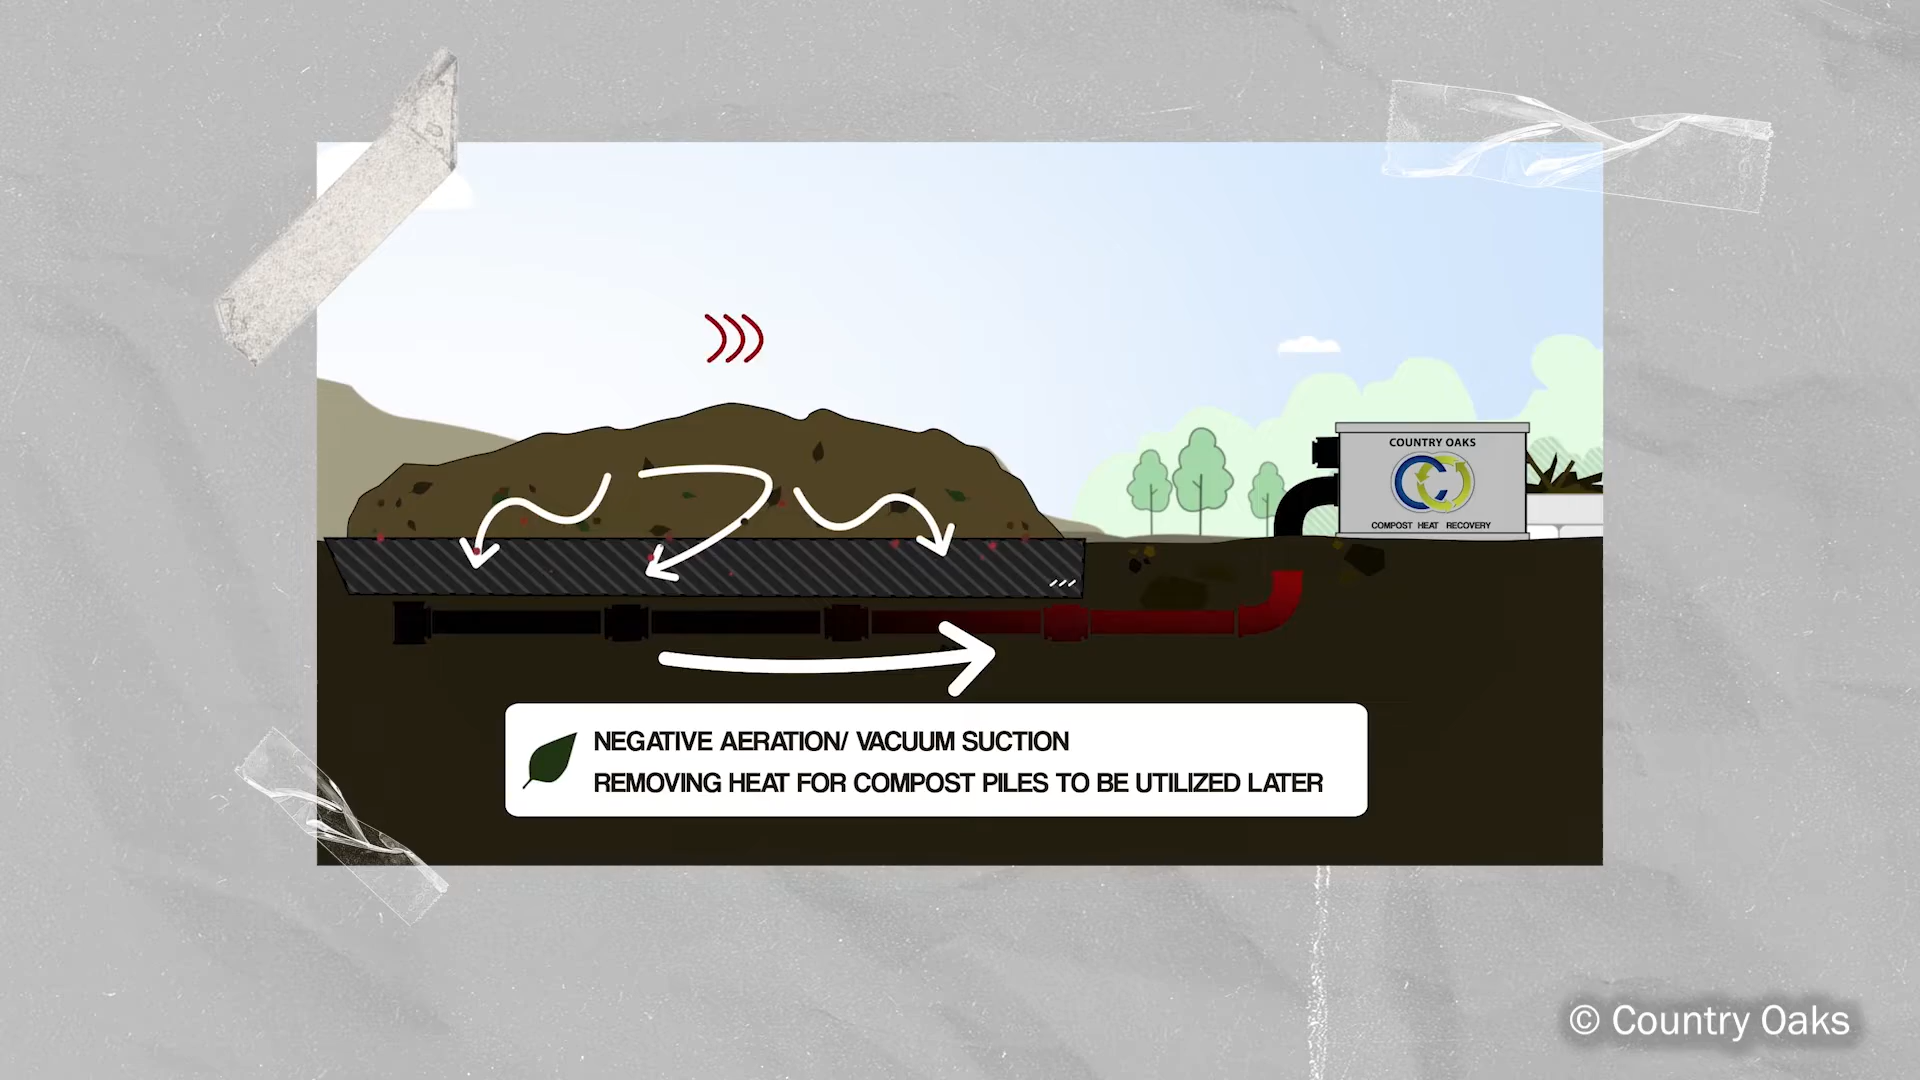 COUNTRY OAKS
COMPOST HEAT RECOVERY
NEGATIVE AERATION/ VACUUM SUCTION
REMOVING HEAT FOR COMPOST PILES TO BE UTILIZED LATER
© Country Oaks